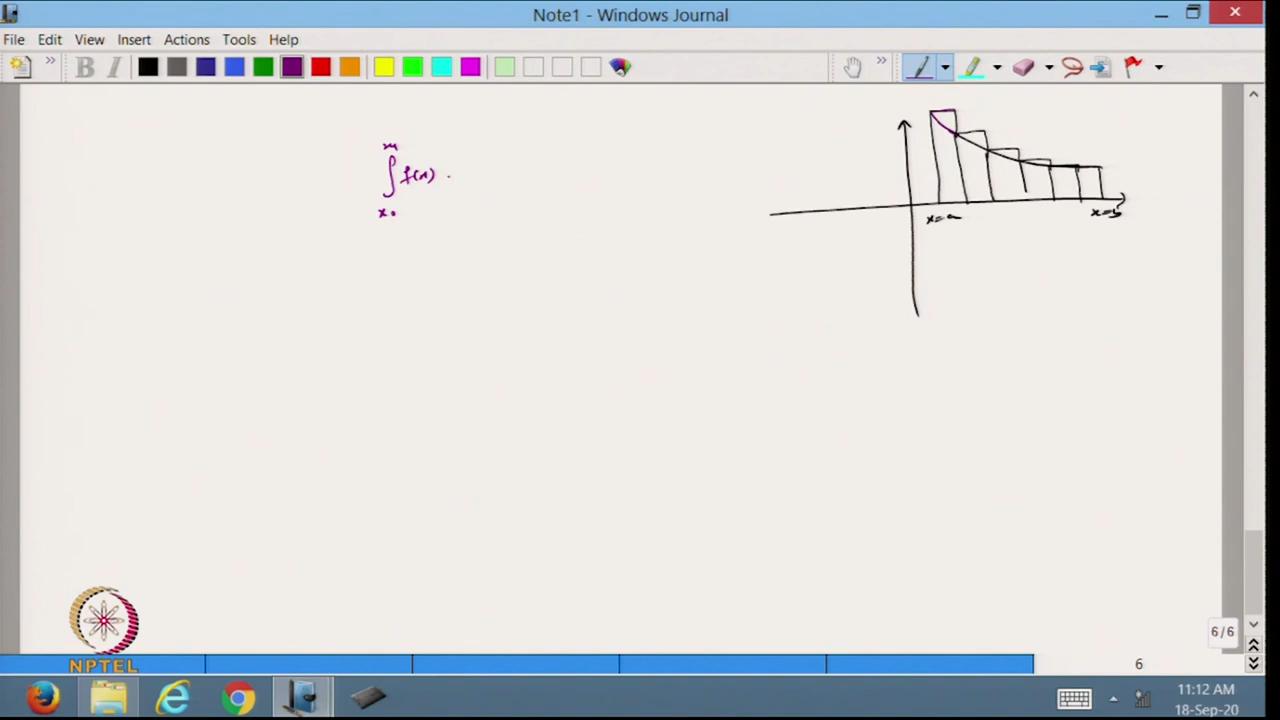 Note1 - Windows Journal
File Edit View Insert Actions Tools Help
∫ f(x)
x₀
x=a
x=b
6/6
NPTEL
6
11:12 AM
18-Sep-20